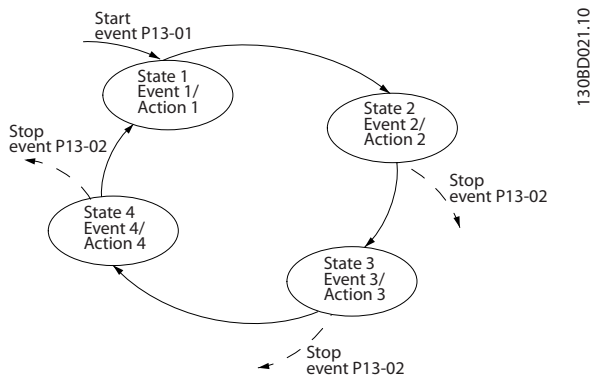 Start
event P13-01
State 1
Event 1/
Action 1
State 2
Event 2/
Action 2
Stop
event P13-02
State 3
Event 3/
Action 3
Stop
event P13-02
State 4
Event 4/
Action 4
Stop
event P13-02
130BD021.10